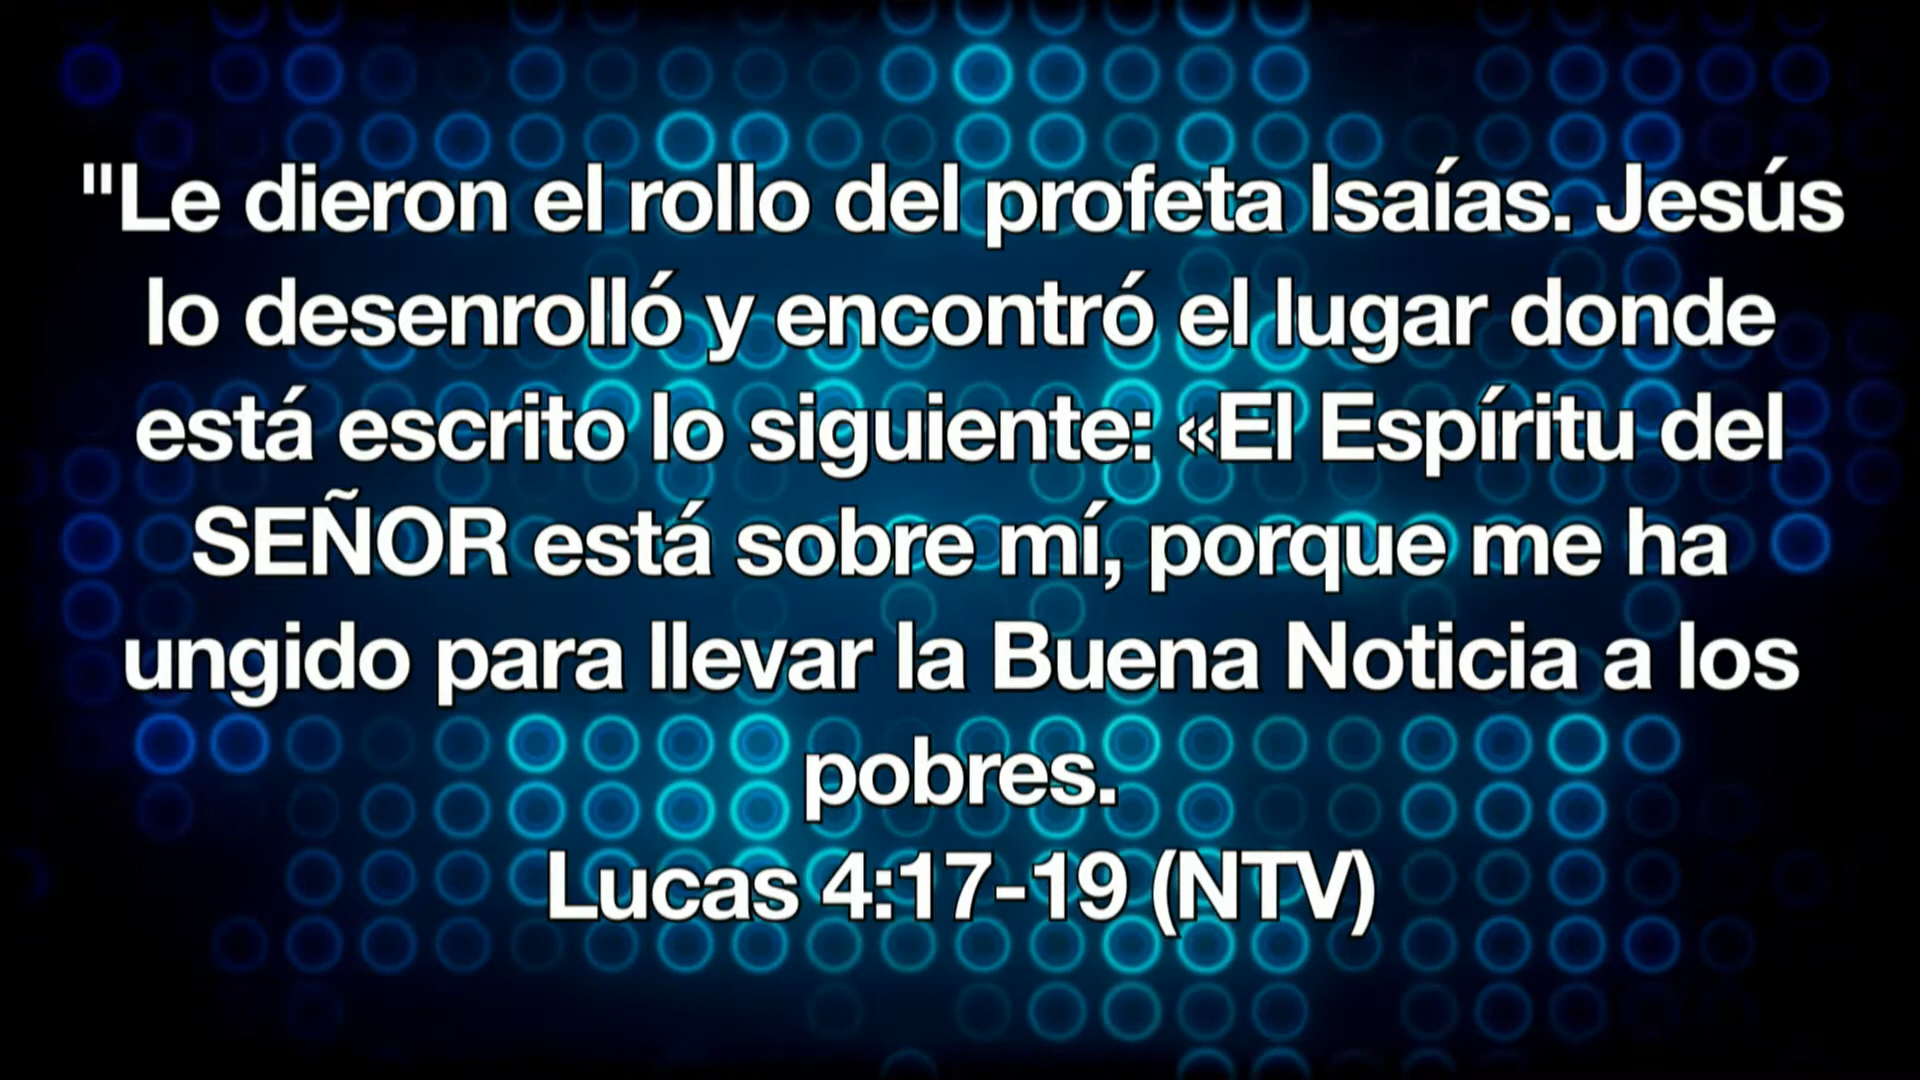 "Le dieron el rollo del profeta Isaías. Jesús
lo desenrolló y encontró el lugar donde
está escrito lo siguiente: «El Espíritu del
SEÑOR está sobre mí, porque me ha
ungido para llevar la Buena Noticia a los
pobres.
Lucas 4:17-19 (NTV)